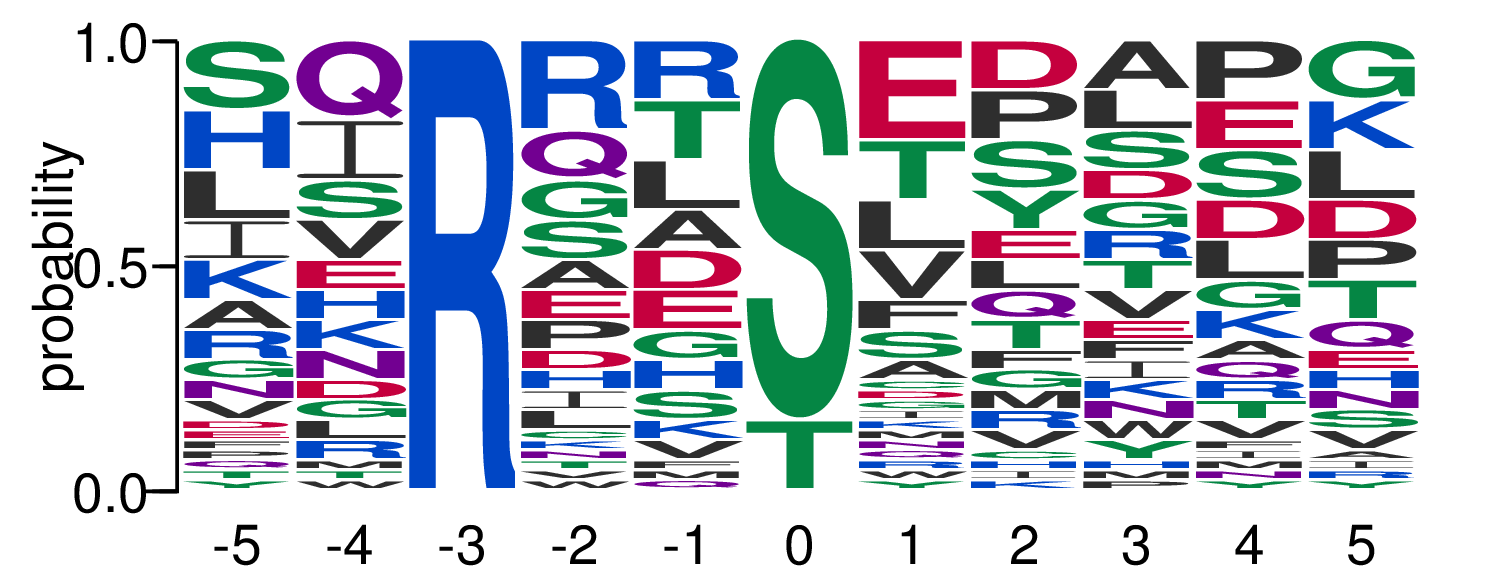 1.0
0.5
0.0
probability
S H L I K A R G N V D E
Q I S V E H K N D G L R M T W
R
R Q G S A E P D H I L C K N T
R T L A D E G H S K V F M Q
S T
E T L V F S A
D P S Y E L Q T F G M R V C H I K
A L S D G R T V E F I K N W Y H M P
P E S D L G K A Q R T V
G K L D P T Q E H N S V
-5 -4 -3 -2 -1 0 1 2 3 4 5